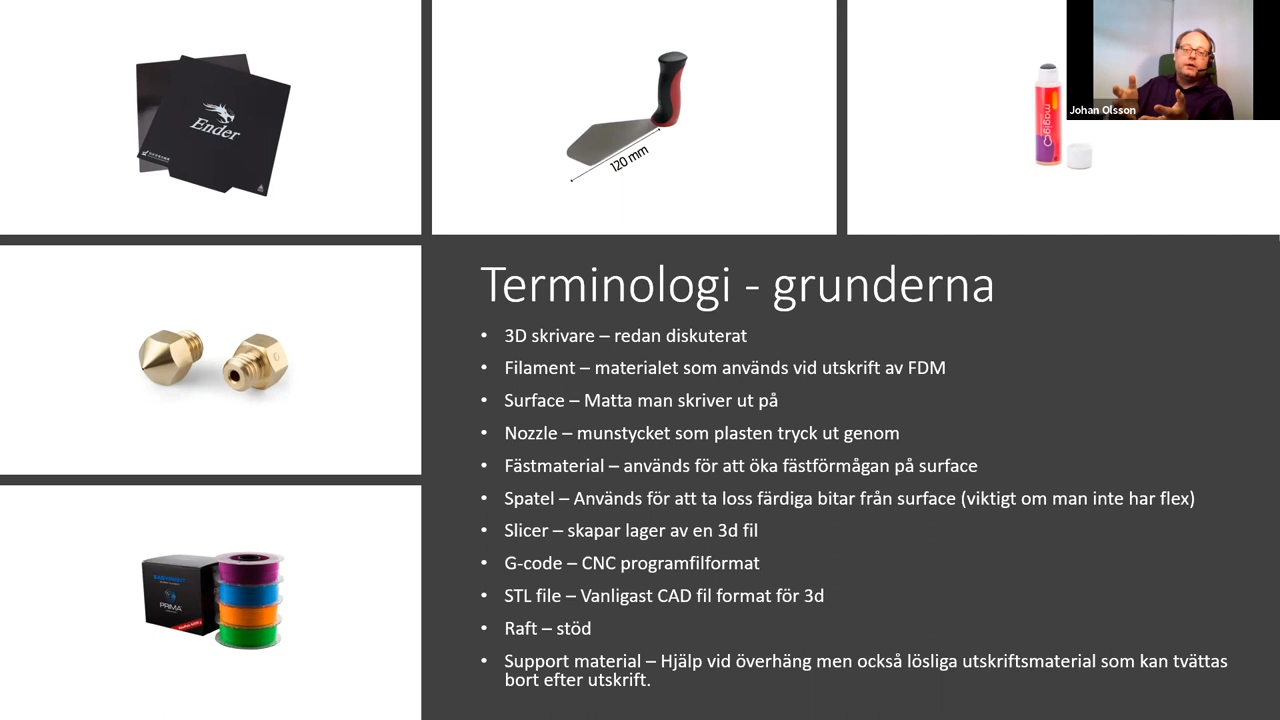 Ender
120 mm
magigoo
Johan Olsson
Terminologi - grunderna
• 3D skrivare – redan diskuterat
• Filament – materialet som används vid utskrift av FDM
• Surface – Matta man skriver ut på
• Nozzle – munstycket som plasten tryck ut genom
• Fästmaterial – används för att öka fästförmågan på surface
• Spatel – Används för att ta loss färdiga bitar från surface (viktigt om man inte har flex)
• Slicer – skapar lager av en 3d fil
• G-code – CNC programfilformat
• STL file – Vanligast CAD fil format för 3d
• Raft – stöd
• Support material – Hjälp vid överhäng men också lösliga utskriftsmaterial som kan tvättas
bort efter utskrift.
PRIMA